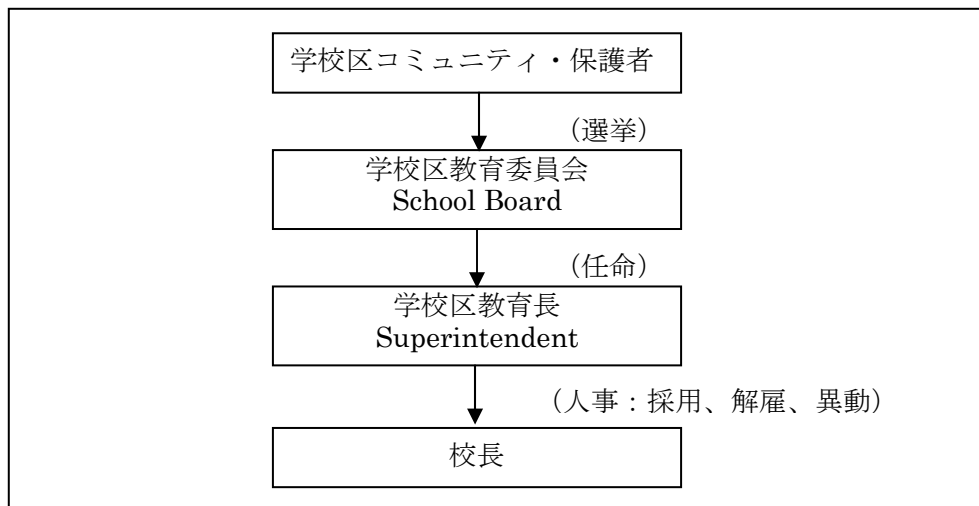 学校区コミュニティ・保護者
（選挙）
学校区教育委員会
School Board
（任命）
学校区教育長
Superintendent
（人事：採用、解雇、異動）
校長